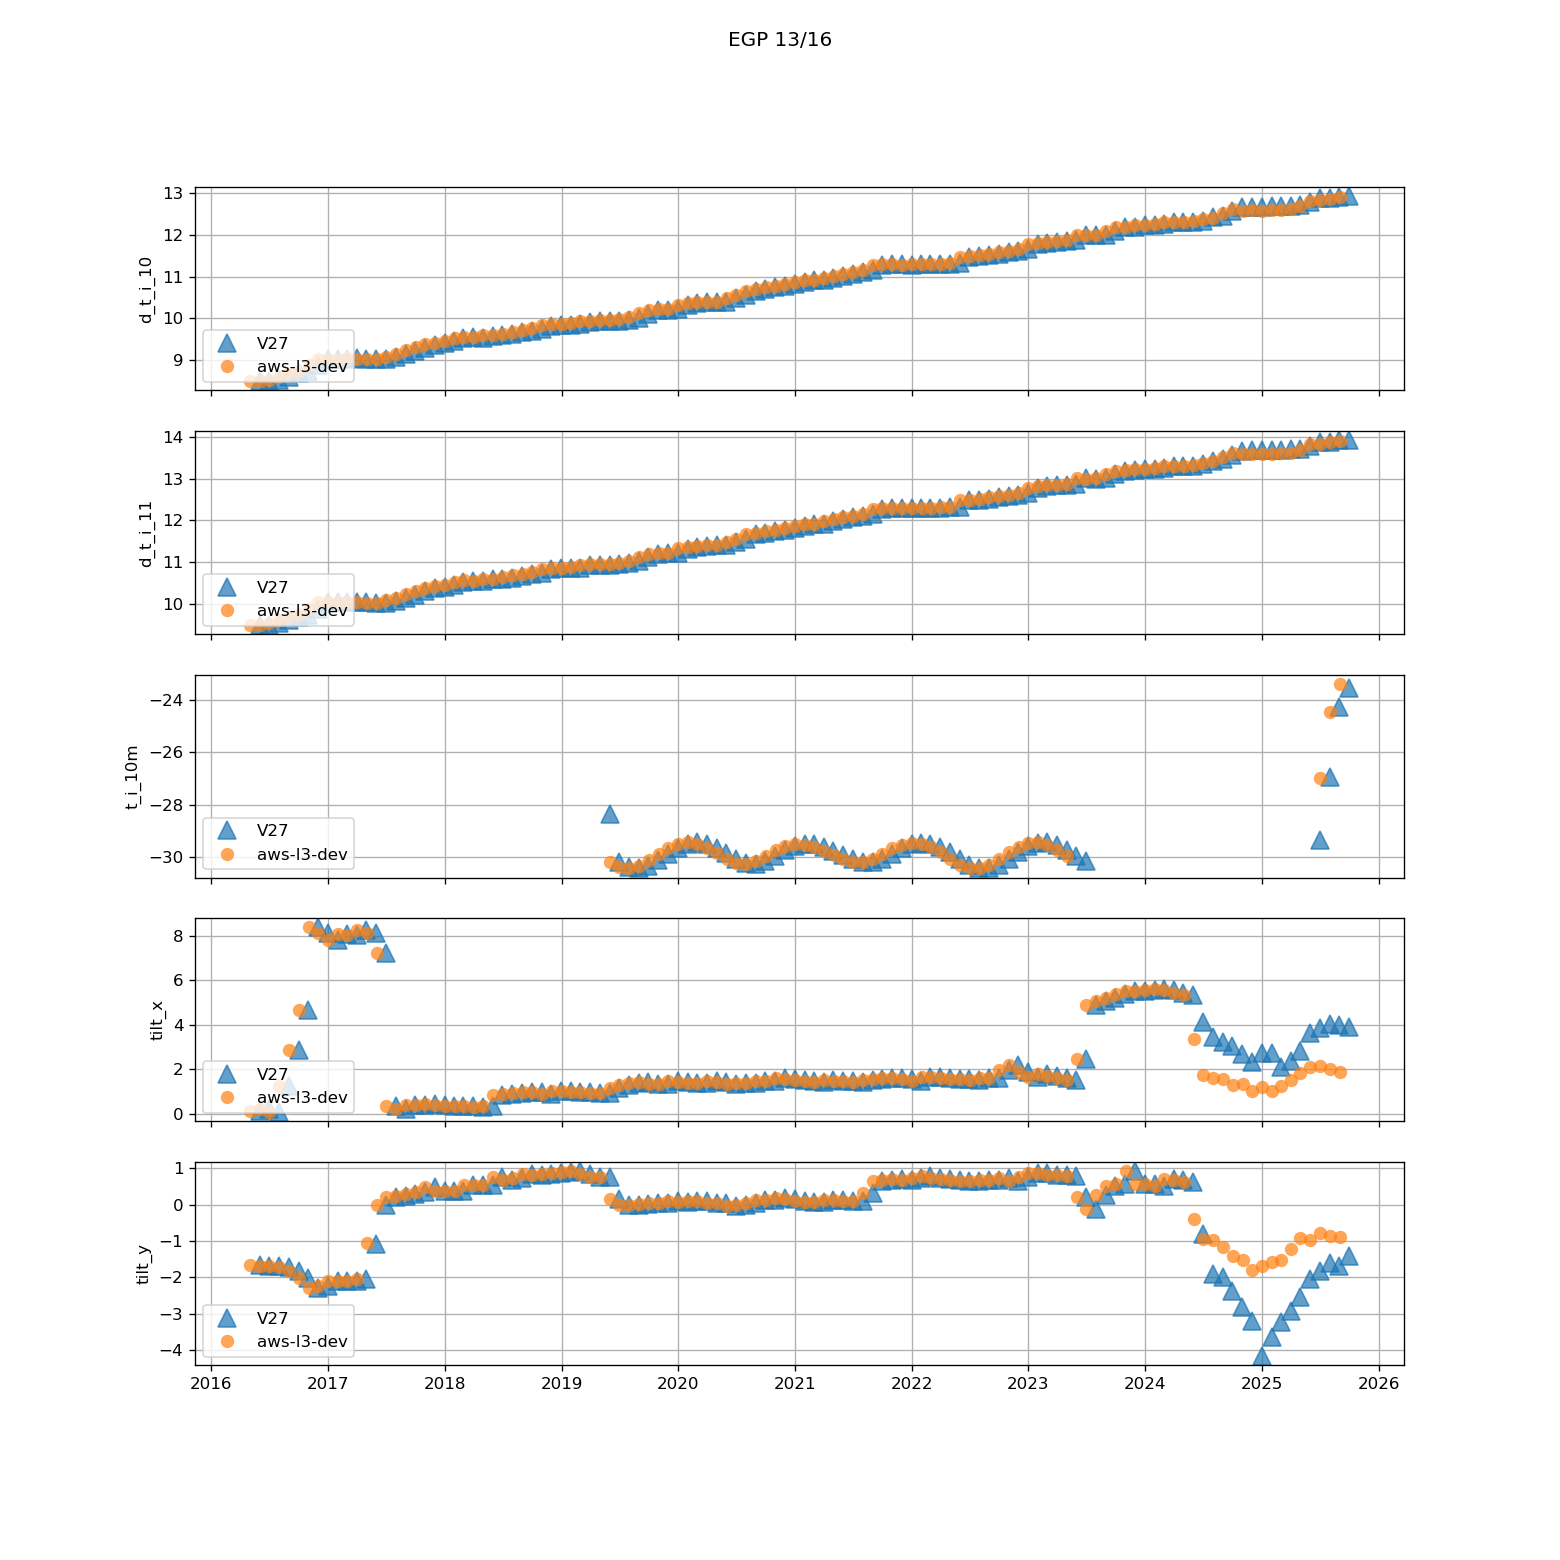 EGP 13/16
d_t_i_10
13
12
11
10
9
V27
aws-l3-dev
d_t_i_11
14
13
12
11
10
V27
aws-l3-dev
t_i_10m
−24
−26
−28
−30
V27
aws-l3-dev
tilt_x
8
6
4
2
0
V27
aws-l3-dev
tilt_y
1
0
−1
−2
−3
−4
V27
aws-l3-dev
2016 2017 2018 2019 2020 2021 2022 2023 2024 2025 2026